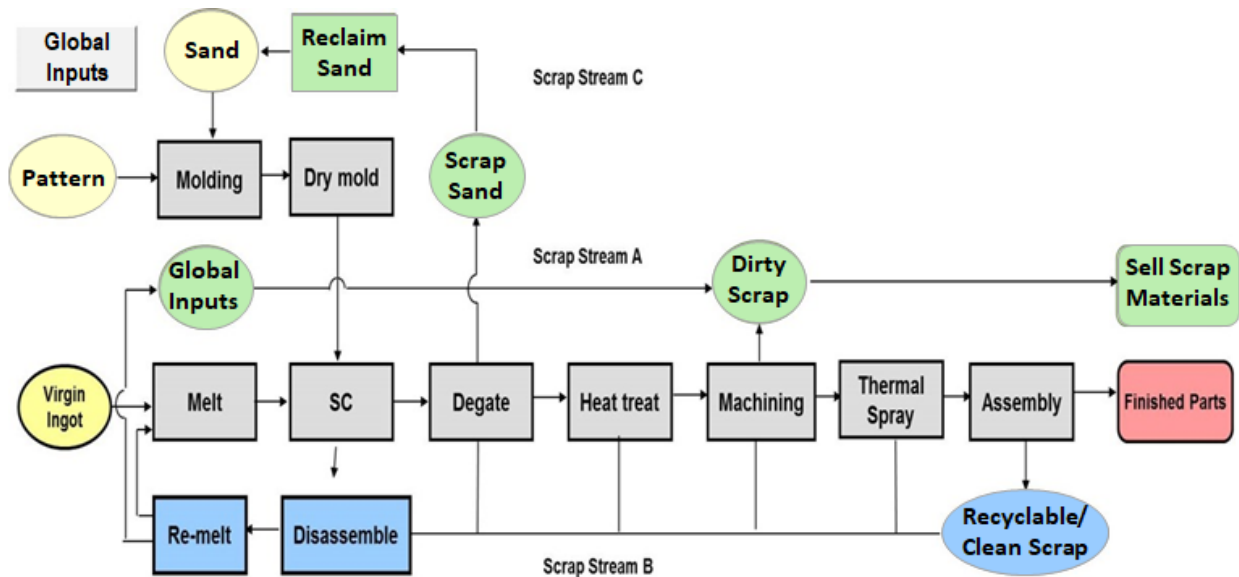 Global
Inputs
Sand
Reclaim
Sand
Scrap Stream C
Pattern
Molding
Dry mold
Scrap
Sand
Global
Inputs
Scrap Stream A
Dirty
Scrap
Sell Scrap
Materials
Virgin
Ingot
Melt
SC
Degate
Heat treat
Machining
Thermal
Spray
Assembly
Finished Parts
Re-melt
Disassemble
Recyclable/
Clean Scrap
Scrap Stream B